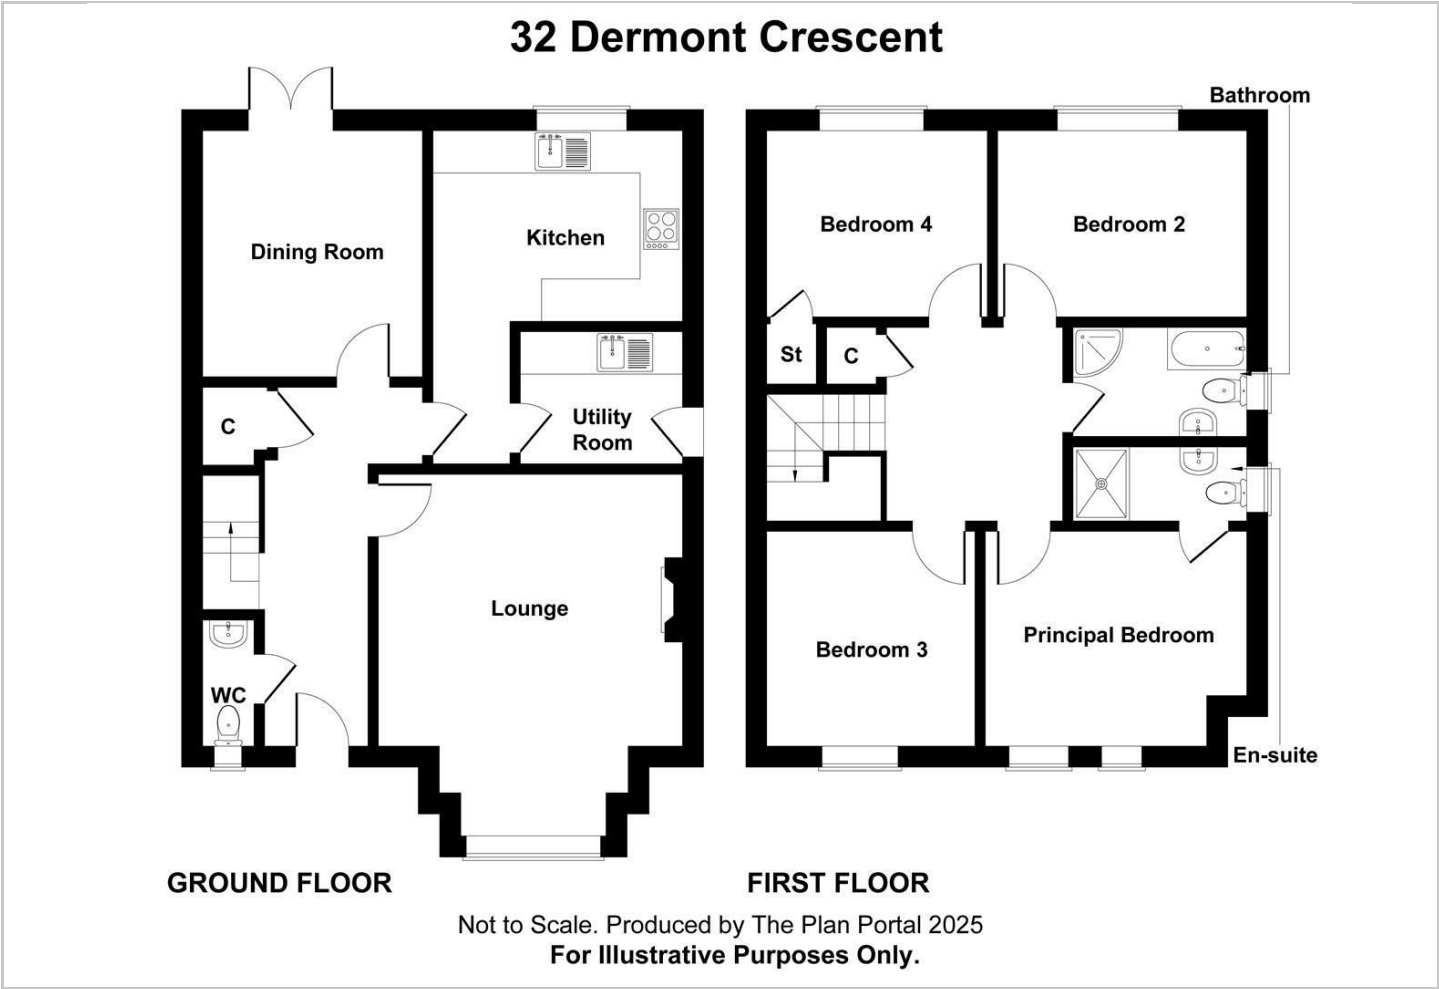 32 Dermont Crescent
Bathroom
Dining Room
Kitchen
Bedroom 4
Bedroom 2
St
C
C
Utility
Room
Lounge
WC
Bedroom 3
Principal Bedroom
En-suite
GROUND FLOOR
FIRST FLOOR
Not to Scale. Produced by The Plan Portal 2025
For Illustrative Purposes Only.